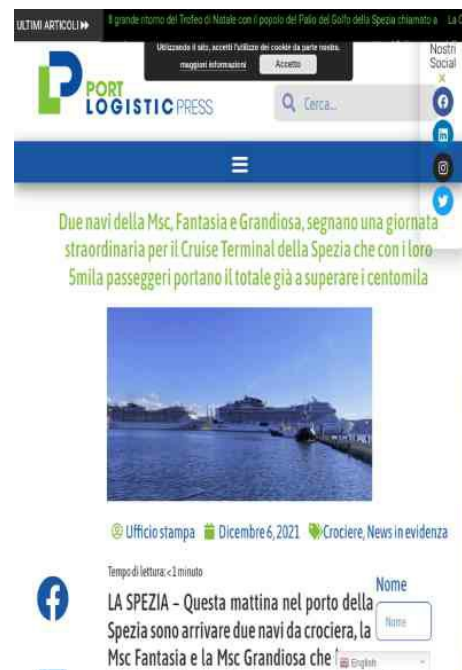 ULTIMI ARTICOLI
Il grande ritorno del Trofeo di Natale con il popolo del Palio del Golfo della Spezia chiamato a
Utilizzando il sito, accetti l'utilizzo dei cookie da parte nostra.
maggiori informazioni
Accetto
Nostri
Social
PORT
LOGISTIC PRESS
Cerca...
Due navi della Msc, Fantasia e Grandiosa, segnano una giornata
straordinaria per il Cruise Terminal della Spezia che con i loro
5mila passeggeri portano il totale già a superare i centomila
Ufficio stampa Dicembre 6, 2021 Crociere, News in evidenza
Tempo di lettura: < 1 minuto
Nome
Nome
LA SPEZIA – Questa mattina nel porto della
Spezia sono arrivare due navi da crociera, la
Msc Fantasia e la Msc Grandiosa che
English